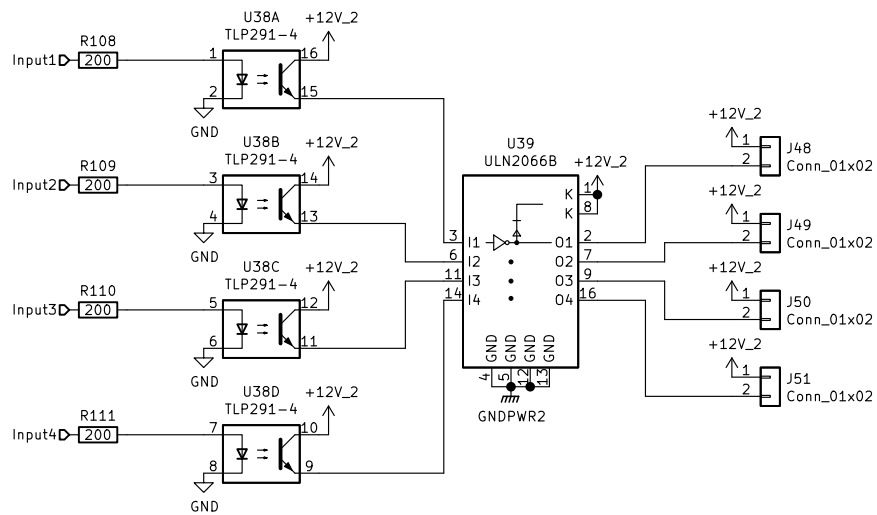 Input1 R108 200
U38A
TLP291-4
+12V_2
1 2 16 15
GND
Input2 R109 200
U38B
TLP291-4
+12V_2
3 4 14 13
GND
Input3 R110 200
U38C
TLP291-4
+12V_2
5 6 12 11
GND
Input4 R111 200
U38D
TLP291-4
+12V_2
7 8 10 9
GND
U39
ULN2066B
+12V_2
K 1
K 8
3 I1 O1 2
6 I2 O2 7
11 I3 O3 9
14 I4 O4 16
GND GND GND GND
4 5 12 13
GNDPWR2
+12V_2
1 J48
2 Conn_01x02
+12V_2
1 J49
2 Conn_01x02
+12V_2
1 J50
2 Conn_01x02
+12V_2
1 J51
2 Conn_01x02